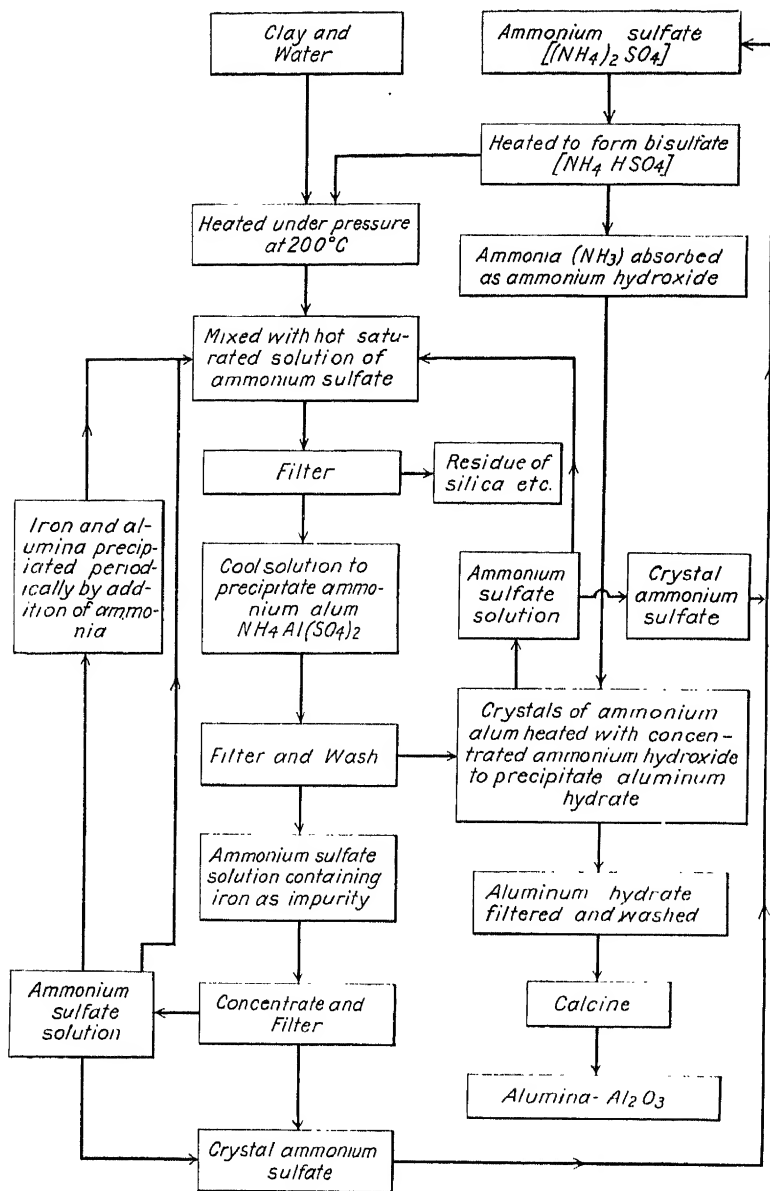 Clay and
Water
Ammonium sulfate
[(NH4)2 SO4]
Heated to form bisulfate
[NH4 HSO4]
Heated under pressure
at 200°C
Ammonia (NH3) absorbed
as ammonium hydroxide
Mixed with hot satu-
rated solution of
ammonium sulfate
Filter
Residue of
silica etc.
Iron and al-
umina precip-
iated period-
ically by add-
ition of ammo-
nia
Cool solution to
precipitate ammo-
nium alum
NH4 Al(SO4)2
Ammonium
sulfate
solution
Crystal
ammonium
sulfate
Filter and Wash
Crystals of ammonium
alum heated with concen-
trated ammonium hydroxide
to precipitate aluminum
hydrate
Ammonium sulfate
solution containing
iron as impurity
Aluminum hydrate
filtered and washed
Ammonium
sulfate
solution
Concentrate and
Filter
Calcine
Alumina- Al2O3
Crystal ammonium
sulfate